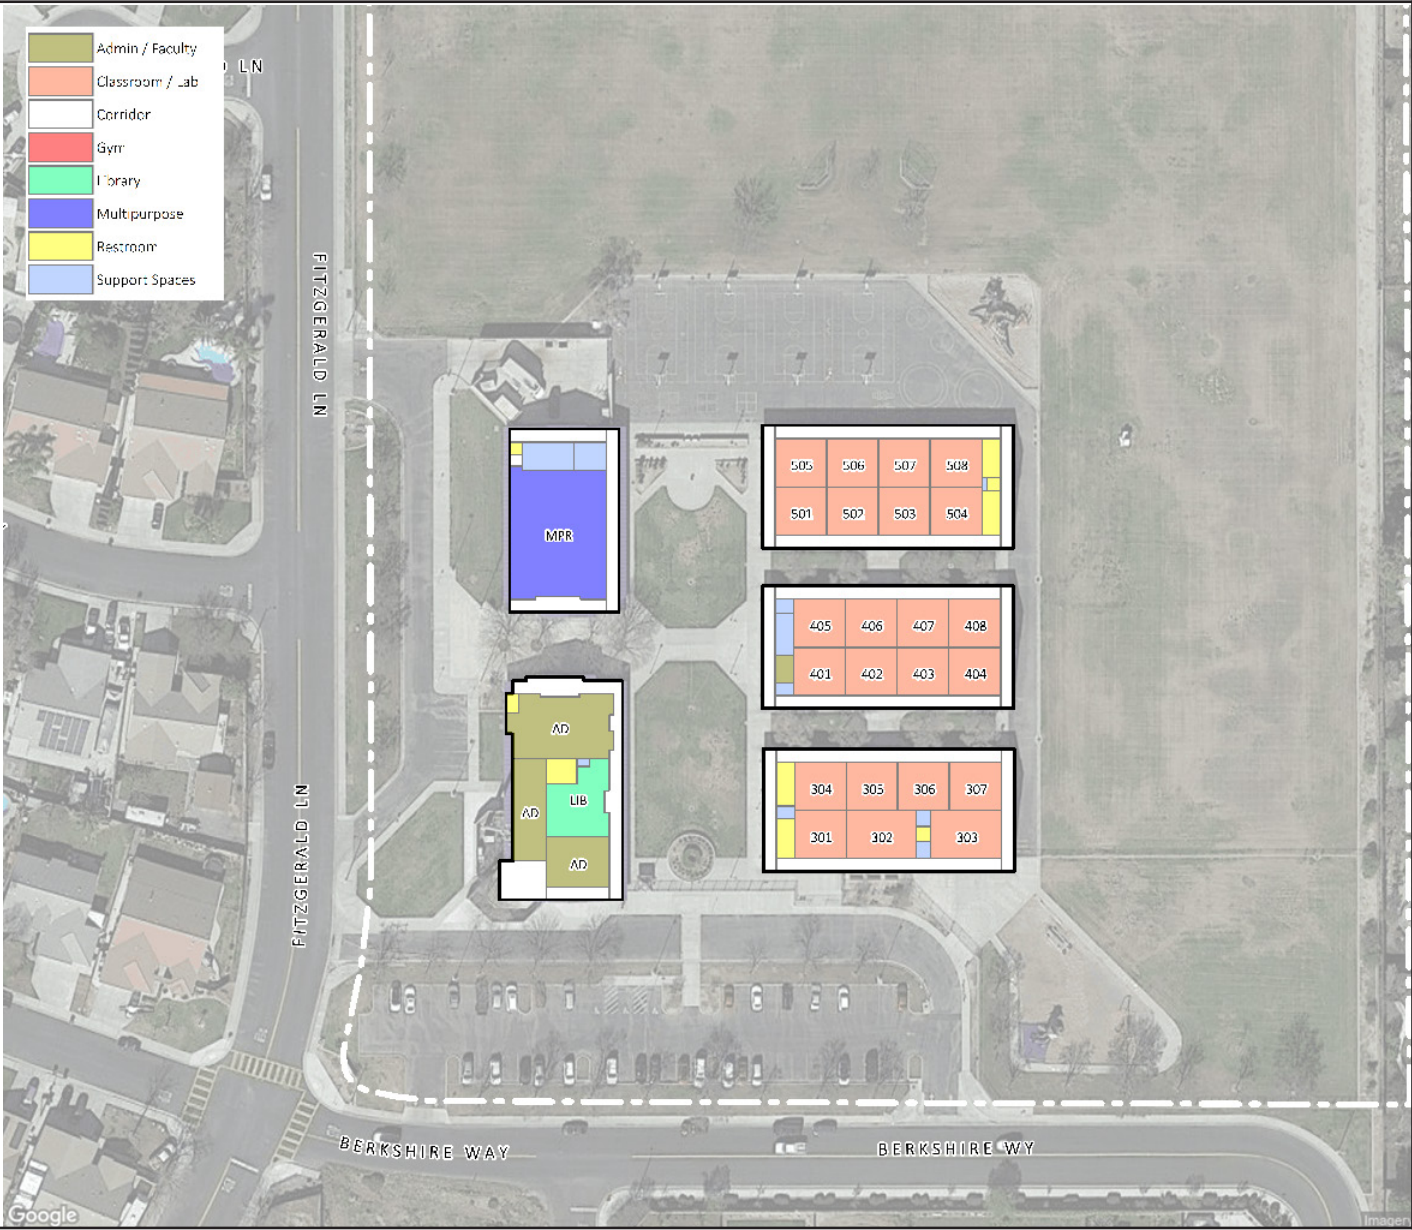 Admin / Faculty
LN
Classroom / Lab
Corridor
Gym
Library
Multipurpose
Restroom
Support Spaces
FITZGERALD LN
505 506 507 508
501 502 503 504
MPR
405 406 407 408
401 402 403 404
AD
304 305 306 307
FITZGERALD LN
AD
LIB
301 302 303
AD
BERKSHIRE WAY
BERKSHIRE WY
Google